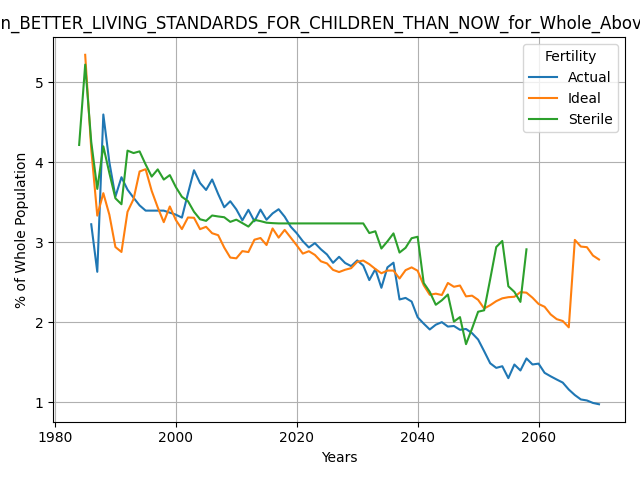 n_BETTER_LIVING_STANDARDS_FOR_CHILDREN_THAN_NOW_for_Whole_Abov
Fertility
Actual
Ideal
Sterile
% of Whole Population
5
4
3
2
1
1980
2000
2020
2040
2060
Years